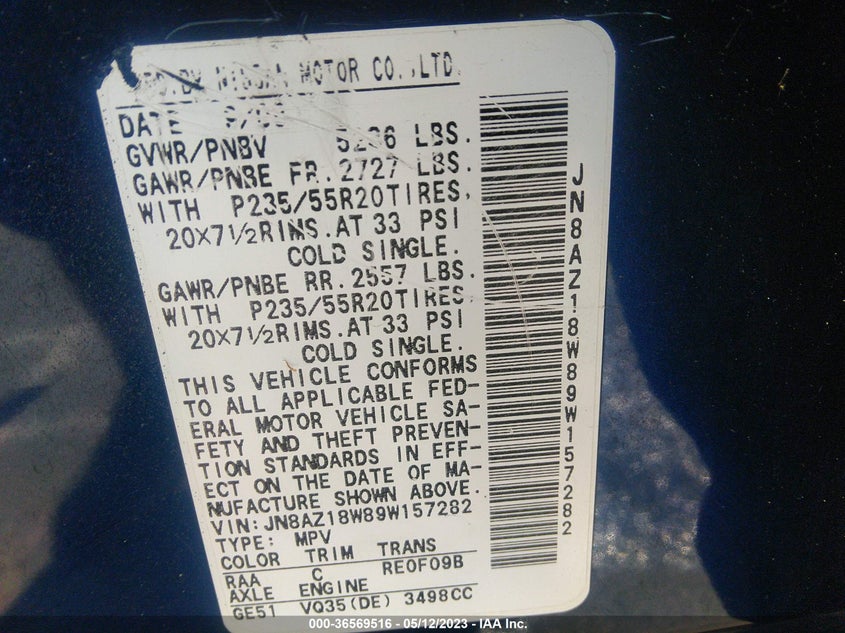 MOTOR CO.,LTD.
DATE
GVWR/PNBV LBS.
GAWR/PNBE FR.2727 LBS.
WITH P235/55R20TIRES,
20X7 1/2RIMS.AT 33 PSI
COLD SINGLE.
GAWR/PNBE RR.2557 LBS.
WITH P235/55R20TIRES
20X7 1/2RIMS.AT 33 PSI
COLD SINGLE.
THIS VEHICLE CONFORMS
TO ALL APPLICABLE FED-
ERAL MOTOR VEHICLE SA-
FETY AND THEFT PREVEN-
TION STANDARDS IN EFF-
ECT ON THE DATE OF MA-
NUFACTURE SHOWN ABOVE.
VIN:JN8AZ18W89W157282
TYPE: MPV
COLOR TRIM TRANS
RAA C RE0F09B
AXLE ENGINE
GE51 VQ35(DE) 3498CC
JN8AZ18W89W157282
000-36569516 - 05/12/2023 - IAA Inc.